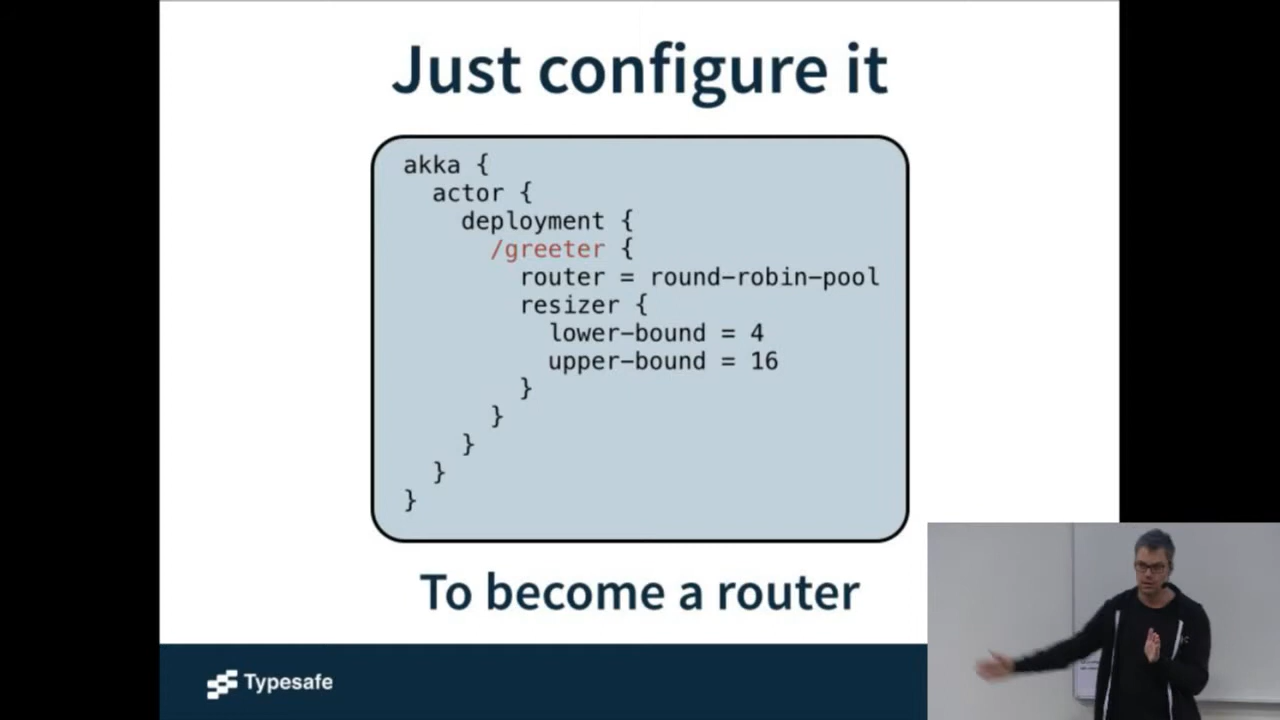 Just configure it
akka {
  actor {
    deployment {
      /greeter {
        router = round-robin-pool
        resizer {
          lower-bound = 4
          upper-bound = 16
        }
      }
    }
  }
}
To become a router
Typesafe